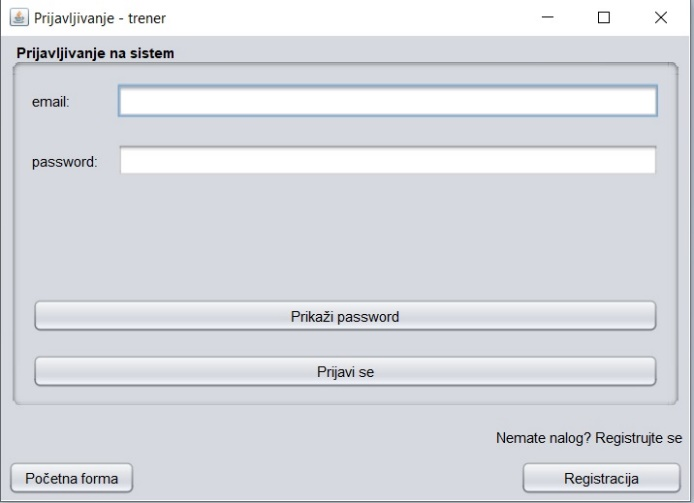 Prijavljivanje - trener
Prijavljivanje na sistem
email:
password:
Prikaži password
Prijavi se
Nemate nalog? Registrujte se
Početna forma
Registracija